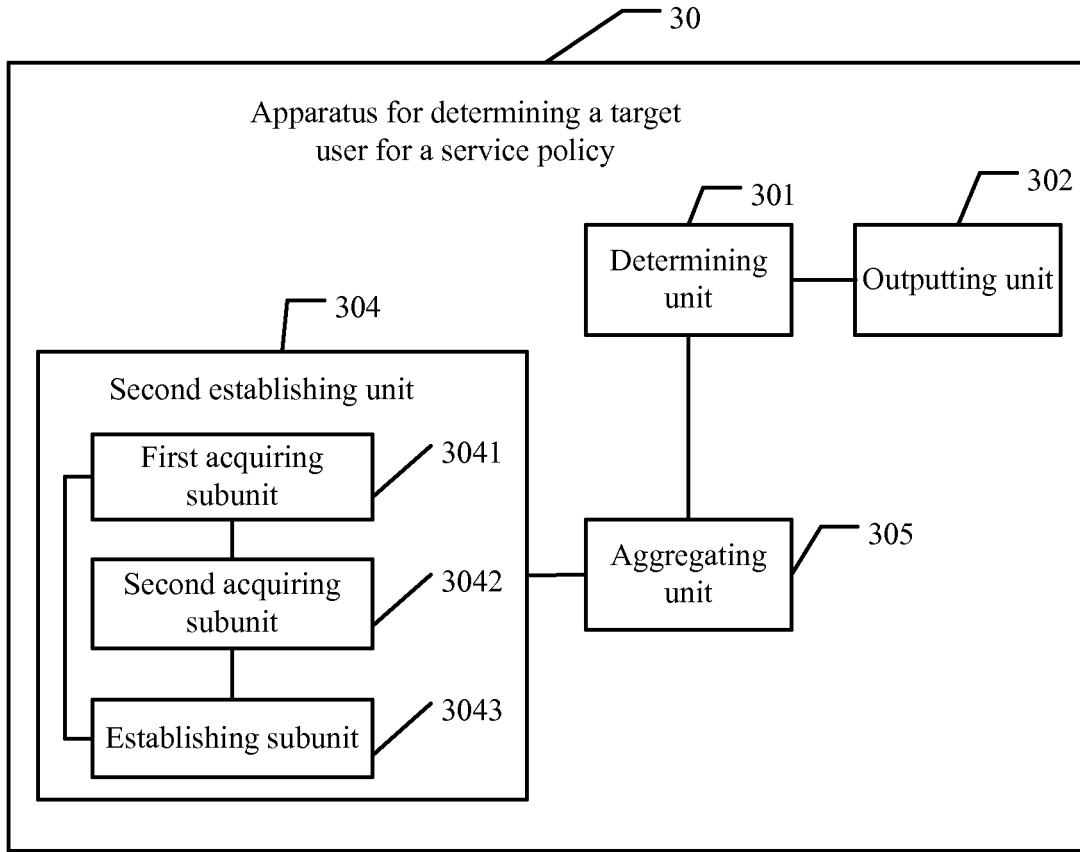 30
Apparatus for determining a target
user for a service policy
301
302
Determining
unit
Outputting unit
304
Second establishing unit
First acquiring
subunit
3041
Second acquiring
subunit
3042
Establishing subunit
3043
Aggregating
unit
305